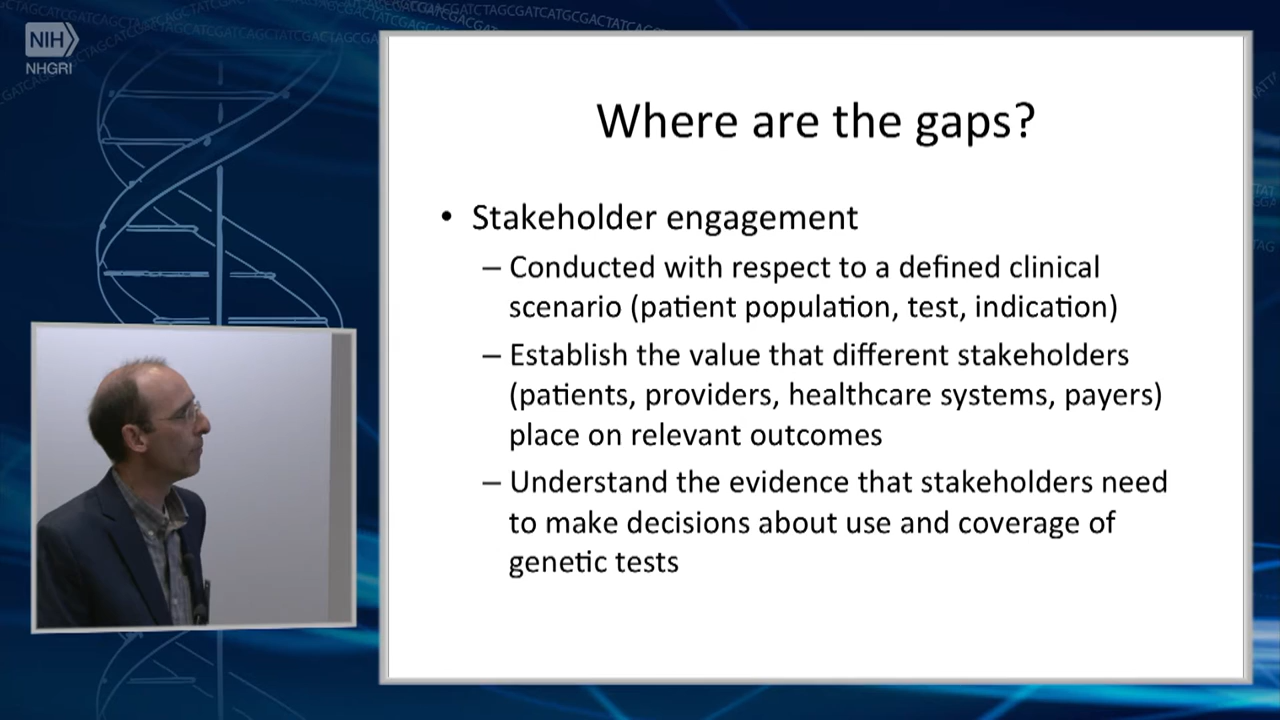 NIH
NHGRI
Where are the gaps?
• Stakeholder engagement
– Conducted with respect to a defined clinical
scenario (patient population, test, indication)
– Establish the value that different stakeholders
(patients, providers, healthcare systems, payers)
place on relevant outcomes
– Understand the evidence that stakeholders need
to make decisions about use and coverage of
genetic tests